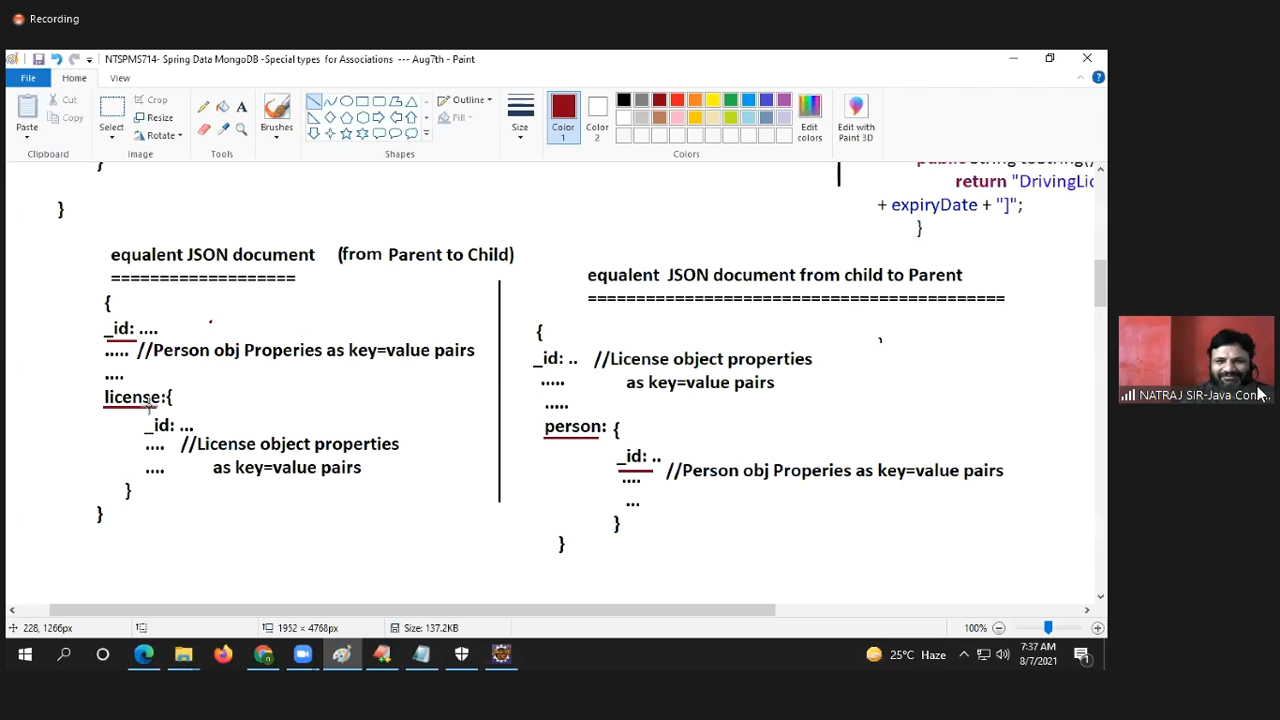 Recording
NTSPMS714- Spring Data MongoDB -Special types for Associations --- Aug7th - Paint
File Home View
Paste
Cut
Copy
Clipboard
Select
Crop
Resize
Rotate
Image
Tools
Brushes
Shapes
Outline
Fill
Size
Color
1
Color
2
Edit
colors
Colors
Edit with
Paint 3D
}
}
return "DrivingLic
+ expiryDate + "]";
}
equalent JSON document (from Parent to Child)
==================
{
_id: ....
..... //Person obj Properies as key=value pairs
....
license:{
_id: ...
.... //License object properties
.... as key=value pairs
}
}
equalent JSON document from child to Parent
==========================================
{
_id: .. //License object properties
..... as key=value pairs
.....
person: {
_id: ..
.... //Person obj Properies as key=value pairs
...
}
}
NATRAJ SIR-Java Con...
228, 1266px
1952 × 4768px
Size: 137.2KB
100%
25°C Haze
7:37 AM
8/7/2021
1